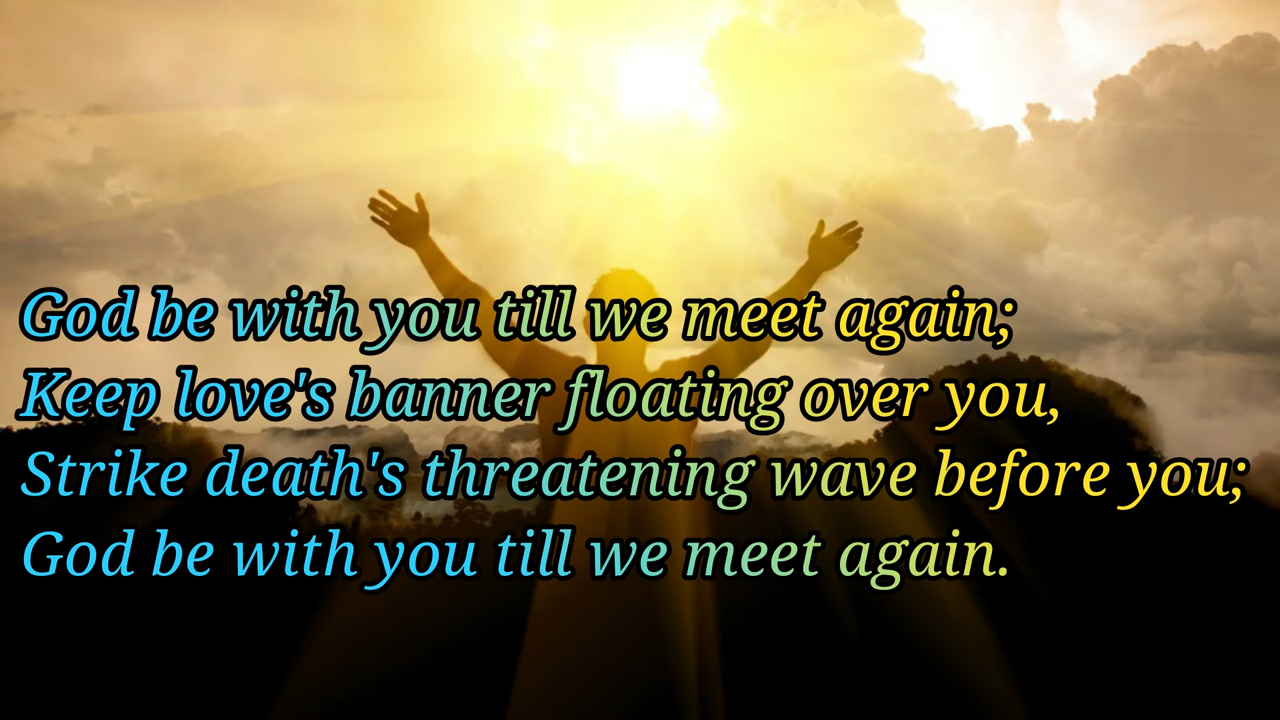 God be with you till we meet again;
Keep love's banner floating over you,
Strike death's threatening wave before you;
God be with you till we meet again.